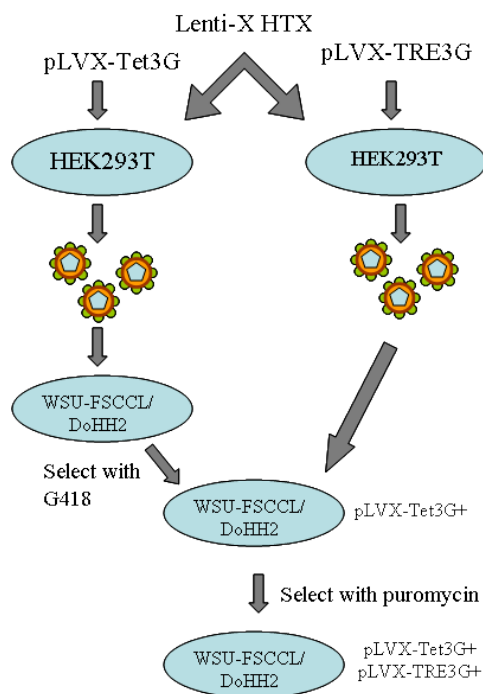 Lenti-X HTX
pLVX-Tet3G
pLVX-TRE3G
HEK293T
HEK293T
WSU-FSCCL/
DoHH2
Select with
G418
WSU-FSCCL/
DoHH2
pLVX-Tet3G+
Select with puromycin
WSU-FSCCL/
DoHH2
pLVX-Tet3G+
pLVX-TRE3G+